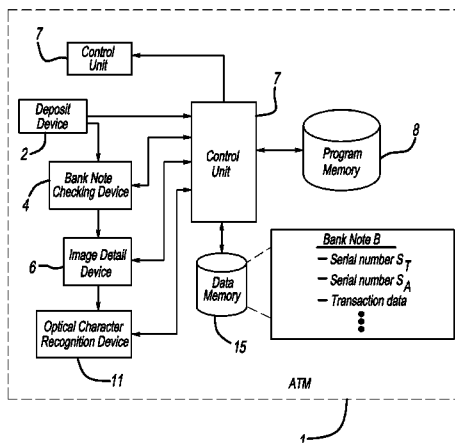 7
Control
Unit
7
Deposit
Device
2
Control
Unit
Program
Memory
8
Bank Note
Checking Device
4
Image Detail
Device
6
Data
Memory
15
Bank Note B
– Serial number S_T
– Serial number S_A
– Transaction data
Optical Character
Recognition Device
11
ATM
1